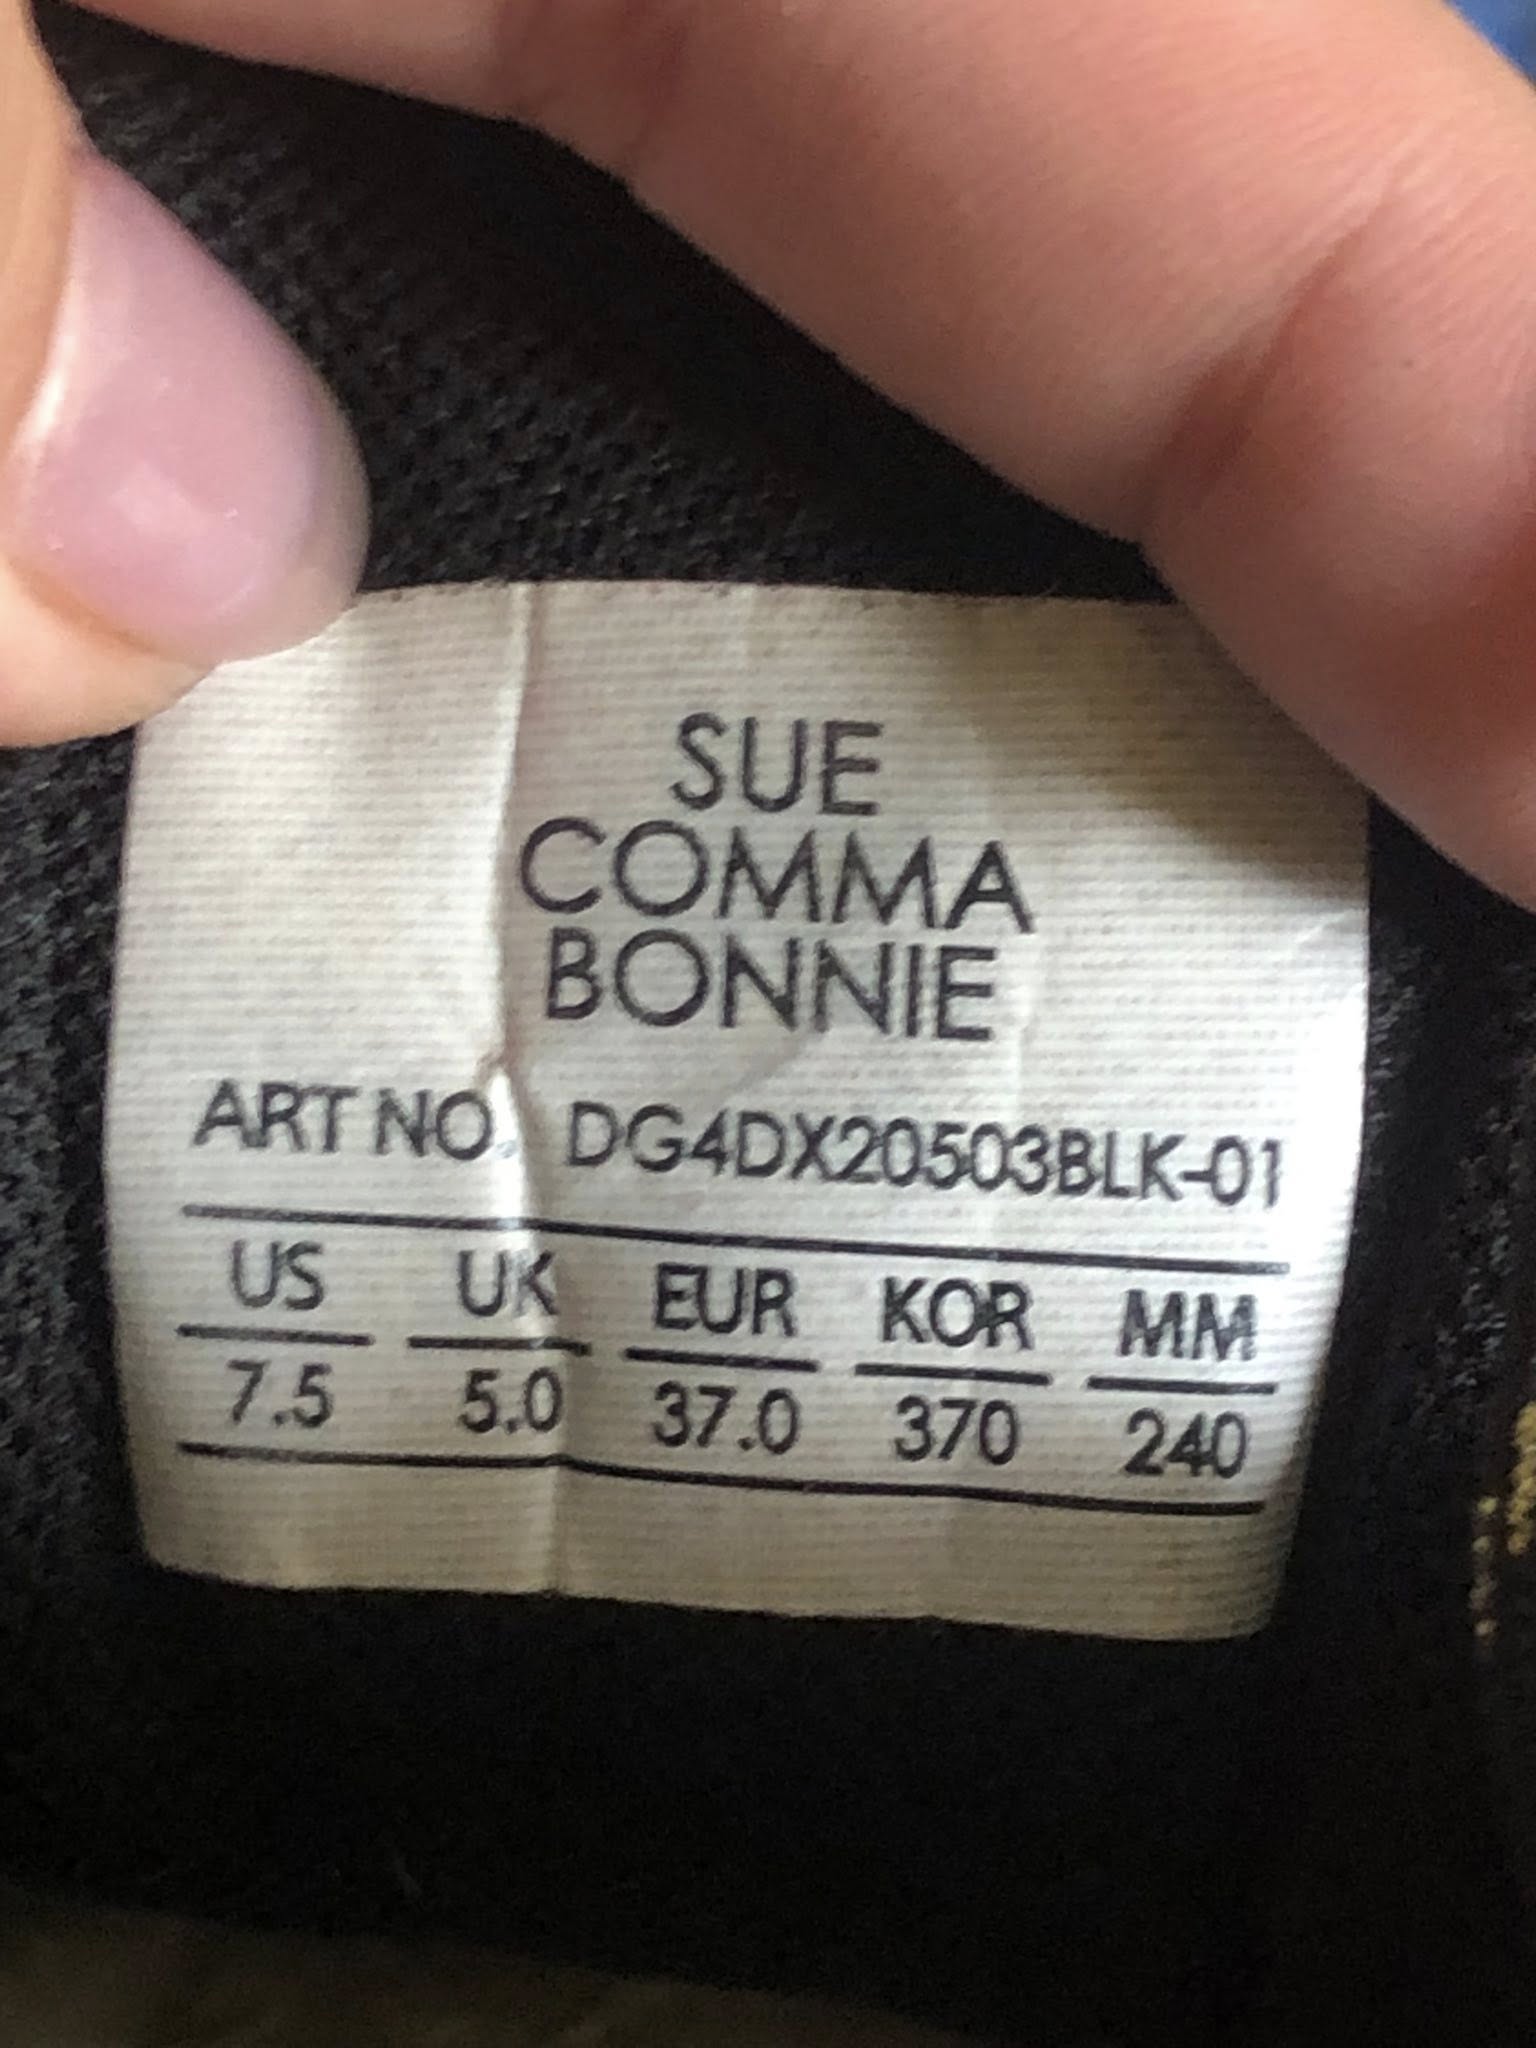 SUE
COMMA
BONNIE
ART NO. DG4DX20503BLK-01
US UK EUR KOR MM
7.5 5.0 37.0 370 240